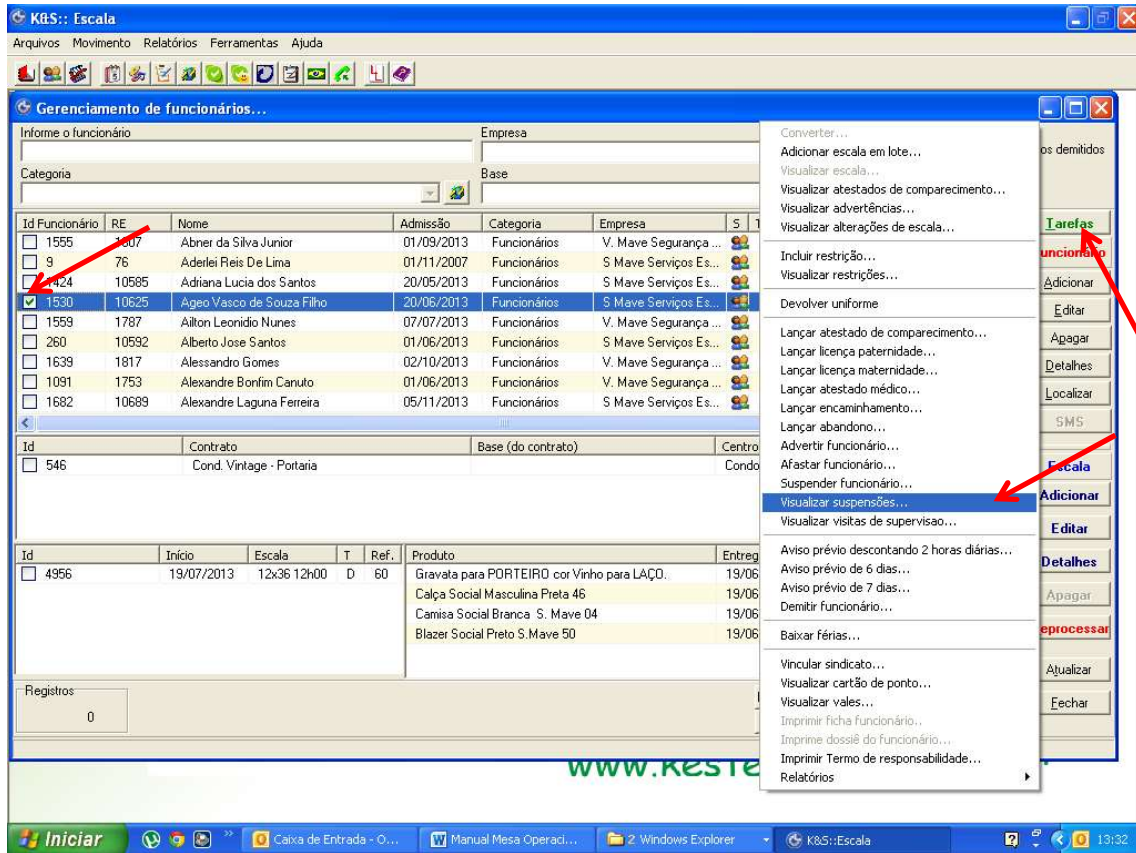 K&S:: Escala
Arquivos Movimento Relatórios Ferramentas Ajuda
Gerenciamento de funcionários...
Informe o funcionário Empresa os demitidos
Categoria Base
Id Funcionário RE Nome Admissão Categoria Empresa S
1555 1807 Abner da Silva Junior 01/09/2013 Funcionários V. Mave Segurança ...
9 76 Aderlei Reis De Lima 01/11/2007 Funcionários S Mave Serviços Es...
1424 10585 Adriana Lucia dos Santos 20/05/2013 Funcionários S Mave Serviços Es...
1530 10625 Ageo Vasco de Souza Filho 20/06/2013 Funcionários S Mave Serviços Es...
1559 1787 Ailton Leonidio Nunes 07/07/2013 Funcionários V. Mave Segurança ...
260 10592 Alberto Jose Santos 01/06/2013 Funcionários S Mave Serviços Es...
1639 1817 Alessandro Gomes 02/10/2013 Funcionários V. Mave Segurança ...
1091 1753 Alexandre Bonfim Canuto 01/06/2013 Funcionários V. Mave Segurança ...
1682 10689 Alexandre Laguna Ferreira 05/11/2013 Funcionários S Mave Serviços Es...
Id Contrato Base (do contrato) Centro
546 Cond. Vintage - Portaria Condo
Id Início Escala T Ref. Produto Entreg
4956 19/07/2013 12x36 12h00 D 60 Gravata para PORTEIRO cor Vinho para LAÇO. 19/06
Calça Social Masculina Preta 46 19/06
Camisa Social Branca S. Mave 04 19/06
Blazer Social Preto S.Mave 50 19/06
Registros
0
Converter...
Adicionar escala em lote...
Visualizar escala...
Visualizar atestados de comparecimento...
Visualizar advertências...
Visualizar alterações de escala...
Incluir restrição...
Visualizar restrições...
Devolver uniforme
Lançar atestado de comparecimento...
Lançar licença paternidade...
Lançar licença maternidade...
Lançar atestado médico...
Lançar encaminhamento...
Lançar abandono...
Advertir funcionário...
Afastar funcionário...
Suspender funcionário...
Visualizar suspensões...
Visualizar visitas de supervisao...
Aviso prévio descontando 2 horas diárias...
Aviso prévio de 6 dias...
Aviso prévio de 7 dias...
Demitir funcionário...
Baixar férias...
Vincular sindicato...
Visualizar cartão de ponto...
Visualizar vales...
Imprimir ficha funcionário..
Imprime dossiê do funcionário...
Imprimir Termo de responsabilidade...
Relatórios
Tarefas
uncionário
Adicionar
Editar
Apagar
Detalhes
Localizar
SMS
Escala
Adicionar
Editar
Detalhes
Apagar
eprocessar
Atualizar
Fechar
Iniciar Caixa de Entrada - O... Manual Mesa Operaci... 2 Windows Explorer K&S::Escala 13:32